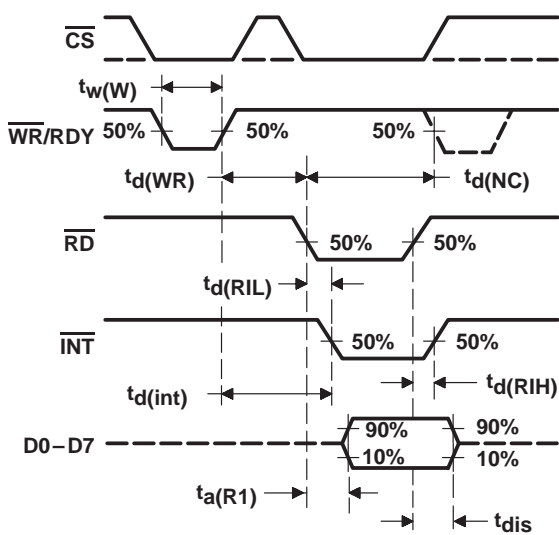 CS
tw(W)
WR/RDY 50% 50% 50%
td(WR) td(NC)
RD 50% 50%
td(RIL)
INT 50% 50%
td(int) td(RIH)
D0–D7 90% 90%
10% 10%
ta(R1) tdis